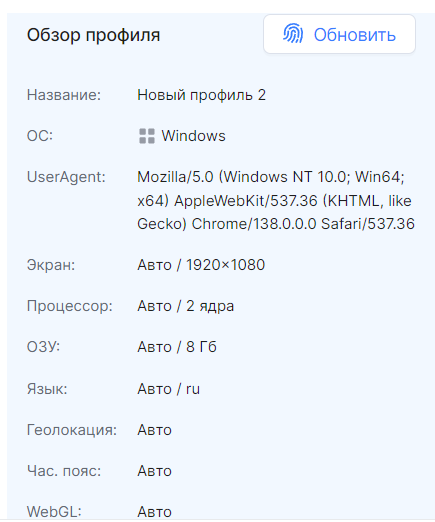 Обзор профиля
Обновить
Название: Новый профиль 2
ОС: Windows
UserAgent: Mozilla/5.0 (Windows NT 10.0; Win64;
x64) AppleWebKit/537.36 (KHTML, like
Gecko) Chrome/138.0.0.0 Safari/537.36
Экран: Авто / 1920×1080
Процессор: Авто / 2 ядра
ОЗУ: Авто / 8 Гб
Язык: Авто / ru
Геолокация: Авто
Час. пояс: Авто
WebGL: Авто